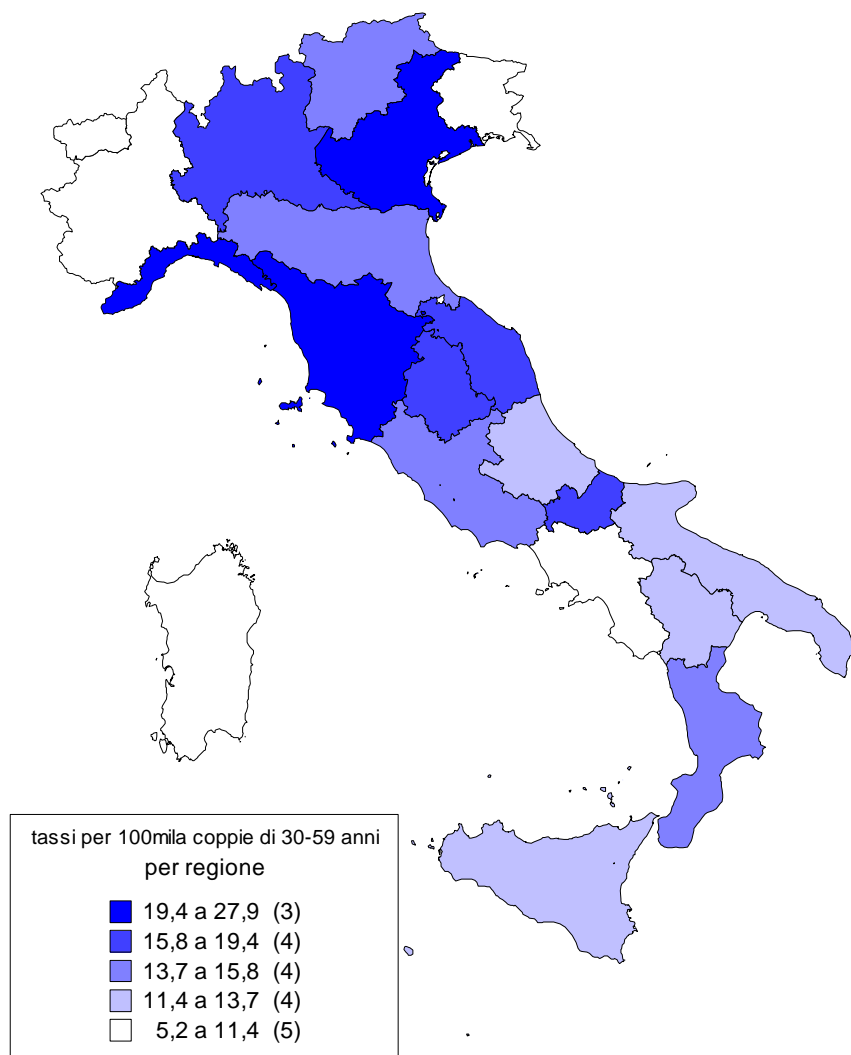 tassi per 100mila coppie di 30-59 anni
per regione
19,4 a 27,9 (3)
15,8 a 19,4 (4)
13,7 a 15,8 (4)
11,4 a 13,7 (4)
5,2 a 11,4 (5)